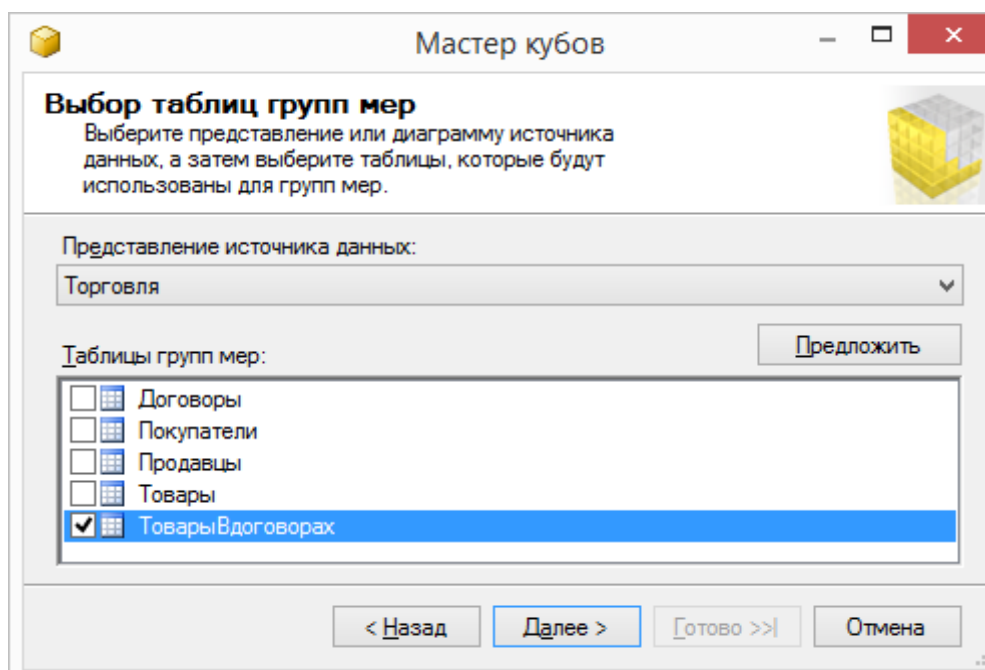 Мастер кубов
Выбор таблиц групп мер
Выберите представление или диаграмму источника
данных, а затем выберите таблицы, которые будут
использованы для групп мер.
Представление источника данных:
Торговля
Предложить
Таблицы групп мер:
Договоры
Покупатели
Продавцы
Товары
ТоварыВдоговорах
< Назад
Далее >
Готово >>|
Отмена